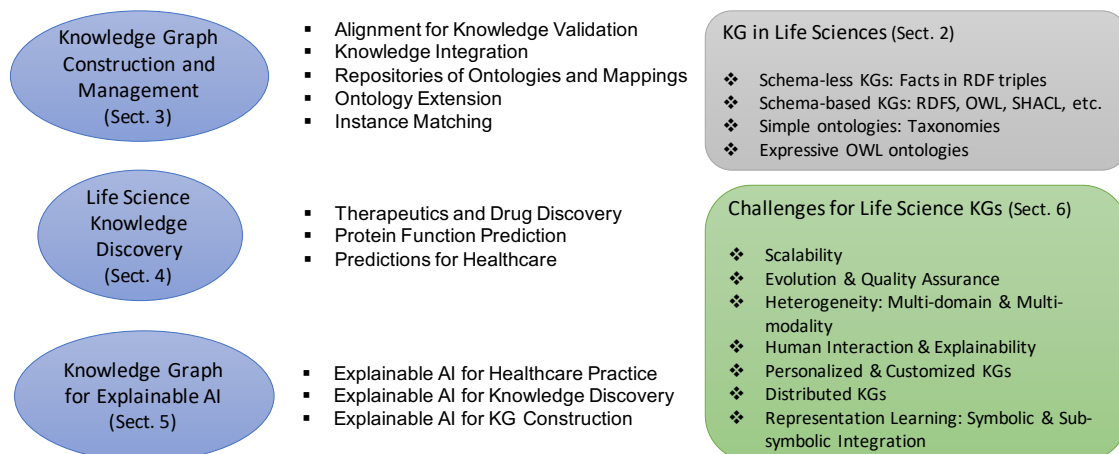 Knowledge Graph
Construction and
Management
(Sect. 3)
▪ Alignment for Knowledge Validation
▪ Knowledge Integration
▪ Repositories of Ontologies and Mappings
▪ Ontology Extension
▪ Instance Matching
KG in Life Sciences (Sect. 2)
❖ Schema-less KGs: Facts in RDF triples
❖ Schema-based KGs: RDFS, OWL, SHACL, etc.
❖ Simple ontologies: Taxonomies
❖ Expressive OWL ontologies
Life Science
Knowledge
Discovery
(Sect. 4)
▪ Therapeutics and Drug Discovery
▪ Protein Function Prediction
▪ Predictions for Healthcare
Challenges for Life Science KGs (Sect. 6)
❖ Scalability
❖ Evolution & Quality Assurance
❖ Heterogeneity: Multi-domain & Multi-
modality
❖ Human Interaction & Explainability
❖ Personalized & Customized KGs
❖ Distributed KGs
❖ Representation Learning: Symbolic & Sub-
symbolic Integration
Knowledge Graph
for Explainable AI
(Sect. 5)
▪ Explainable AI for Healthcare Practice
▪ Explainable AI for Knowledge Discovery
▪ Explainable AI for KG Construction